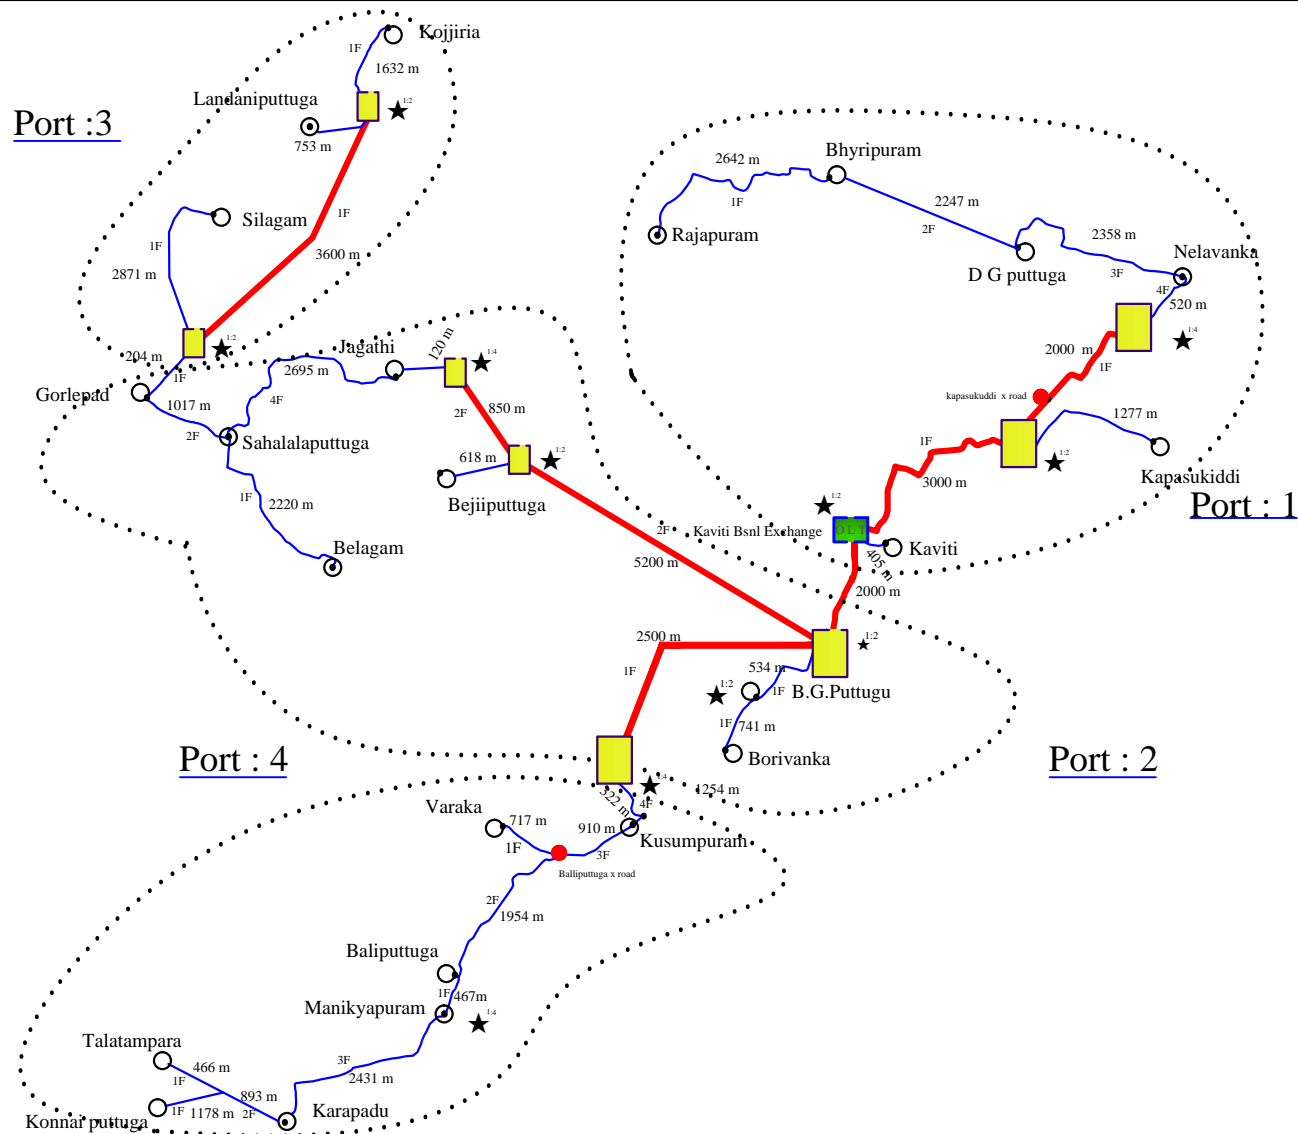 Kojjiria
1F
1632 m
Landaniputtuga
1:2
Port :3
753 m
Bhyripuram
2642 m
1F
2247 m
2F
Rajapuram
D G puttuga
2358 m
3F
Nelavanka
4F
520 m
1:4
Silagam
1F
1F
2871 m
3600 m
1:2
204 m
1F
Jagathi
120 m
1:4
2695 m
4F
Gorlepad
1017 m
2F
Sahalalaputtuga
2F
850 m
618 m
1:2
Bejiiputtuga
1F
2220 m
Belagam
2000 m
1F
kapasukuddi x road
1277 m
1F
3000 m
1:2
Kapasukiddi
Port : 1
1:2
Kaviti Bsnl Exchange
OLT
Kaviti
405 m
2000 m
2F
5200 m
2500 m
1F
1:2
534 m
1F
B.G.Puttugu
1:2
1F
741 m
Borivanka
Port : 4
Port : 2
1:4
1254 m
322 m
4F
Varaka
717 m
1F
910 m
3F
Kusumpuram
Balliputtuga x road
2F
1954 m
Baliputtuga
1F
467m
Manikyapuram
1:4
Talatampara
466 m
1F
3F
2431 m
893 m
2F
1F
1178 m
Konnai puttuga
Karapadu